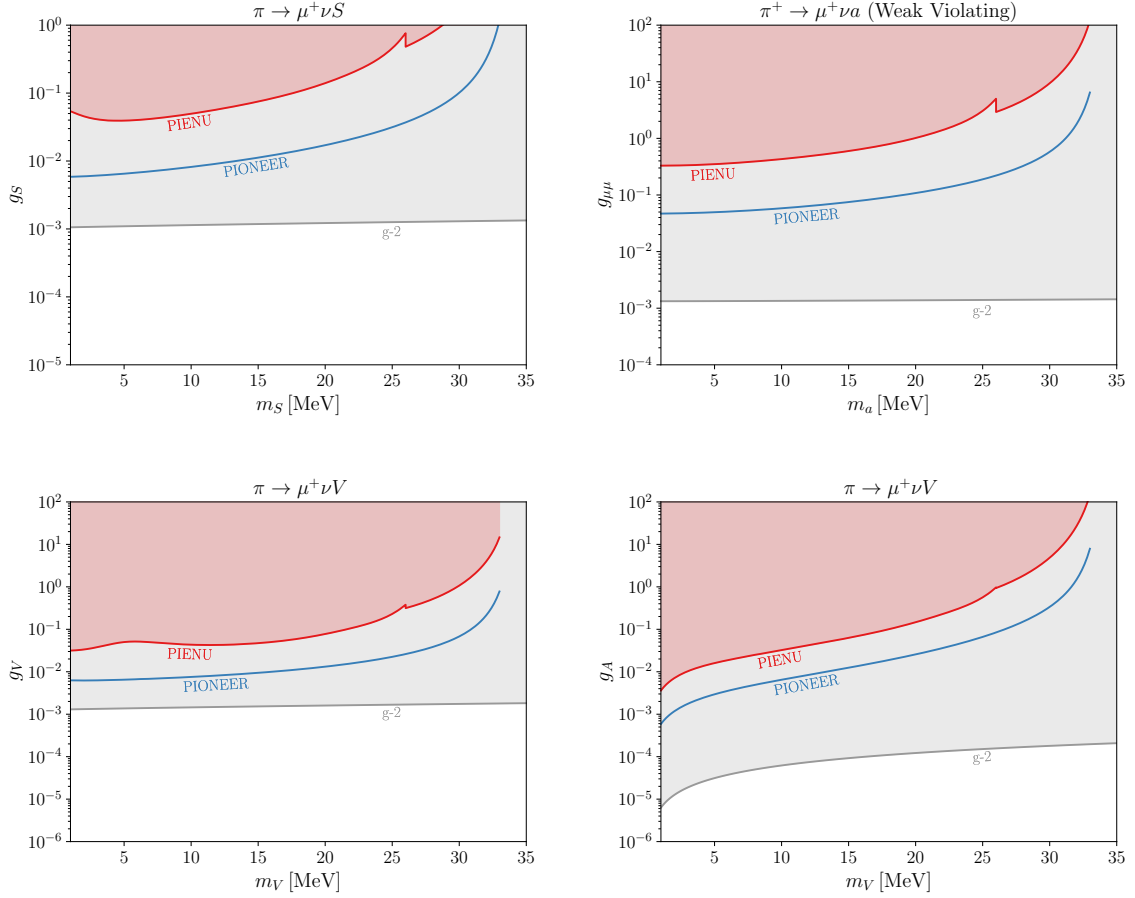 π → μ⁺νS
10⁰
10⁻¹
10⁻²
10⁻³
10⁻⁴
10⁻⁵
g_S
PIENU
PIONEER
g-2
5 10 15 20 25 30 35
m_S [MeV]
π⁺ → μ⁺νa (Weak Violating)
10²
10¹
10⁰
10⁻¹
10⁻²
10⁻³
10⁻⁴
g_μμ
PIENU
PIONEER
g-2
5 10 15 20 25 30 35
m_a [MeV]
π → μ⁺νV
10²
10¹
10⁰
10⁻¹
10⁻²
10⁻³
10⁻⁴
10⁻⁵
10⁻⁶
g_V
PIENU
PIONEER
g-2
5 10 15 20 25 30 35
m_V [MeV]
π → μ⁺νV
10²
10¹
10⁰
10⁻¹
10⁻²
10⁻³
10⁻⁴
10⁻⁵
10⁻⁶
g_A
PIENU
PIONEER
g-2
5 10 15 20 25 30 35
m_V [MeV]